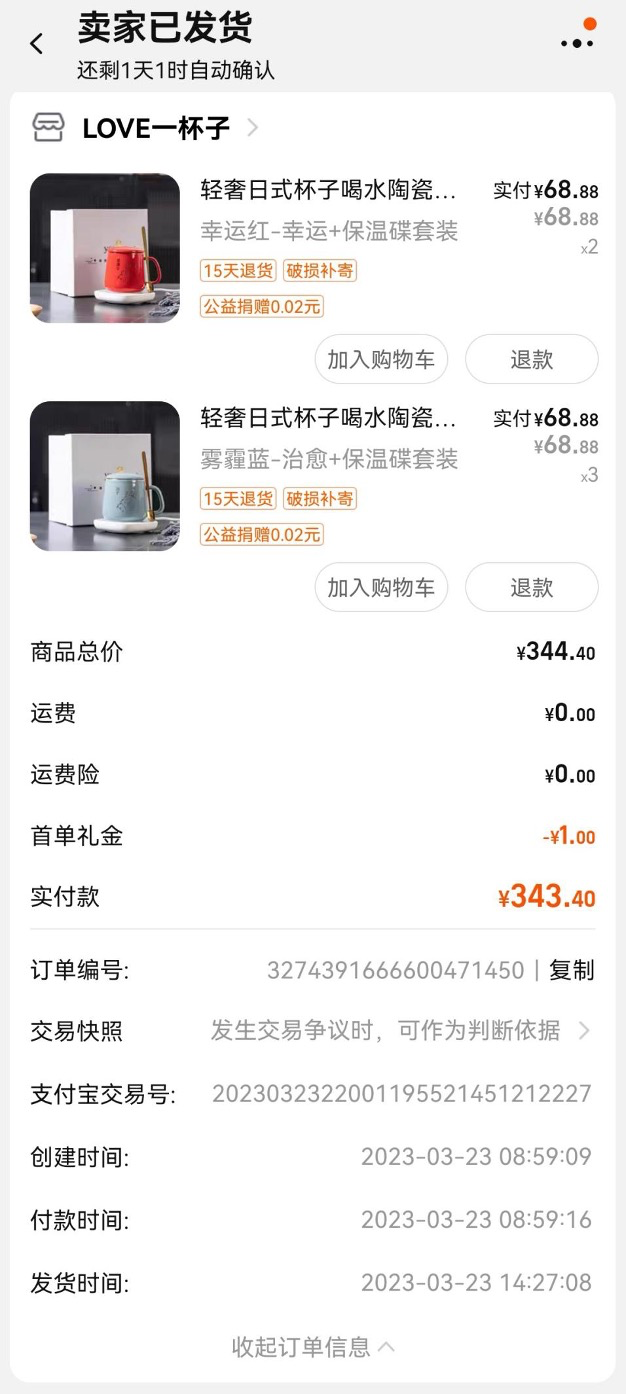 卖家已发货
还剩1天1时自动确认
LOVE一杯子
轻奢日式杯子喝水陶瓷... 实付¥68.88
幸运红-幸运+保温碟套装 ¥68.88
x2
15天退货 破损补寄
公益捐赠0.02元
加入购物车 退款
轻奢日式杯子喝水陶瓷... 实付¥68.88
雾霾蓝-治愈+保温碟套装 ¥68.88
x3
15天退货 破损补寄
公益捐赠0.02元
加入购物车 退款
商品总价 ¥344.40
运费 ¥0.00
运费险 ¥0.00
首单礼金 -¥1.00
实付款 ¥343.40
订单编号: 3274391666600471450 | 复制
交易快照 发生交易争议时，可作为判断依据
支付宝交易号: 2023032322001195521451212227
创建时间: 2023-03-23 08:59:09
付款时间: 2023-03-23 08:59:16
发货时间: 2023-03-23 14:27:08
收起订单信息